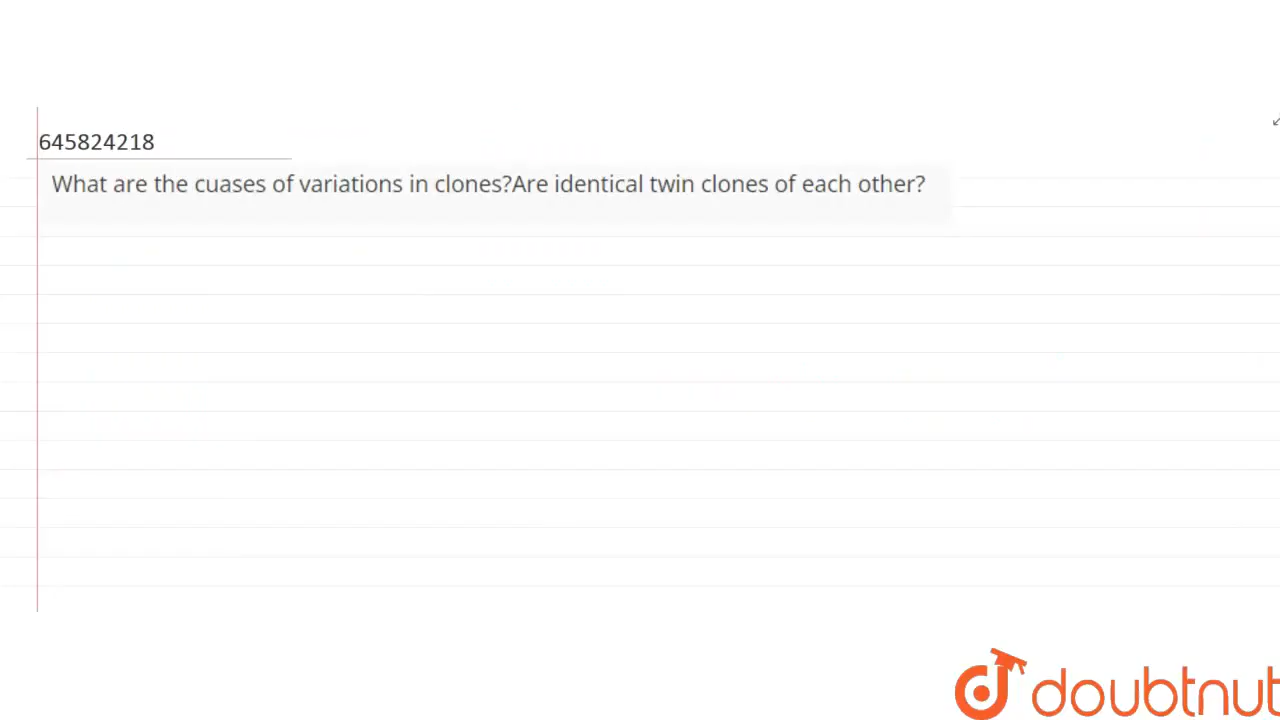 645824218
What are the cuases of variations in clones?Are identical twin clones of each other?
doubtnut